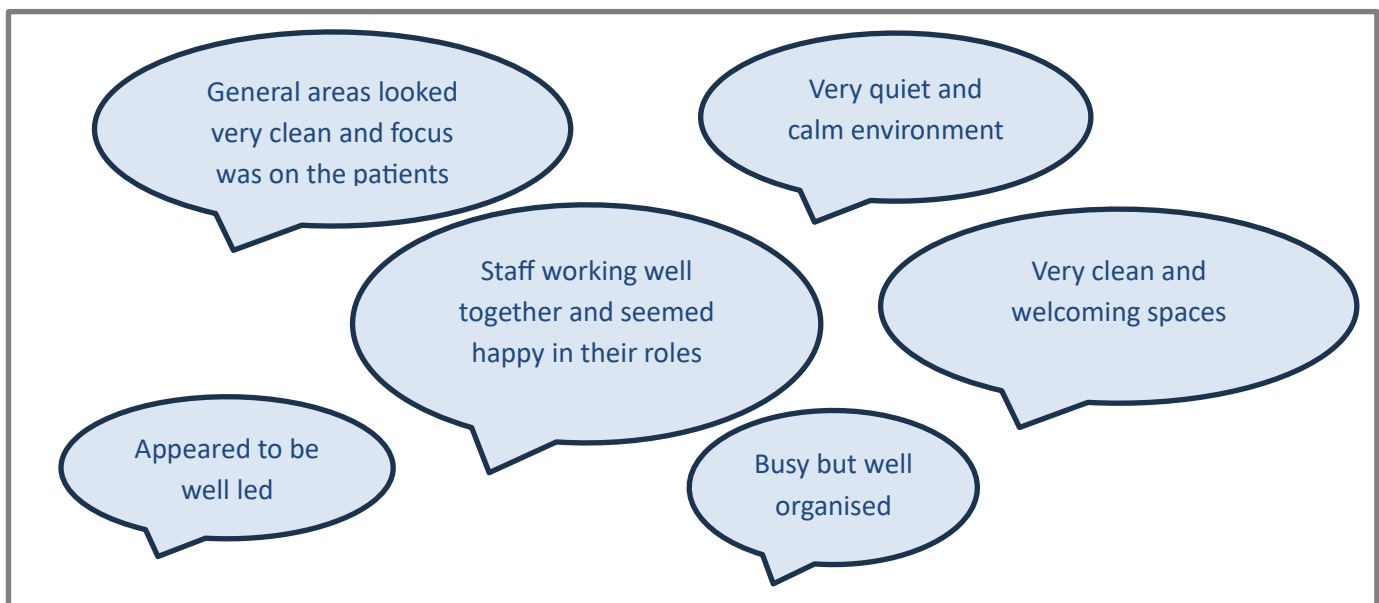 General areas looked
very clean and focus
was on the patients
Very quiet and
calm environment
Staff working well
together and seemed
happy in their roles
Very clean and
welcoming spaces
Appeared to be
well led
Busy but well
organised